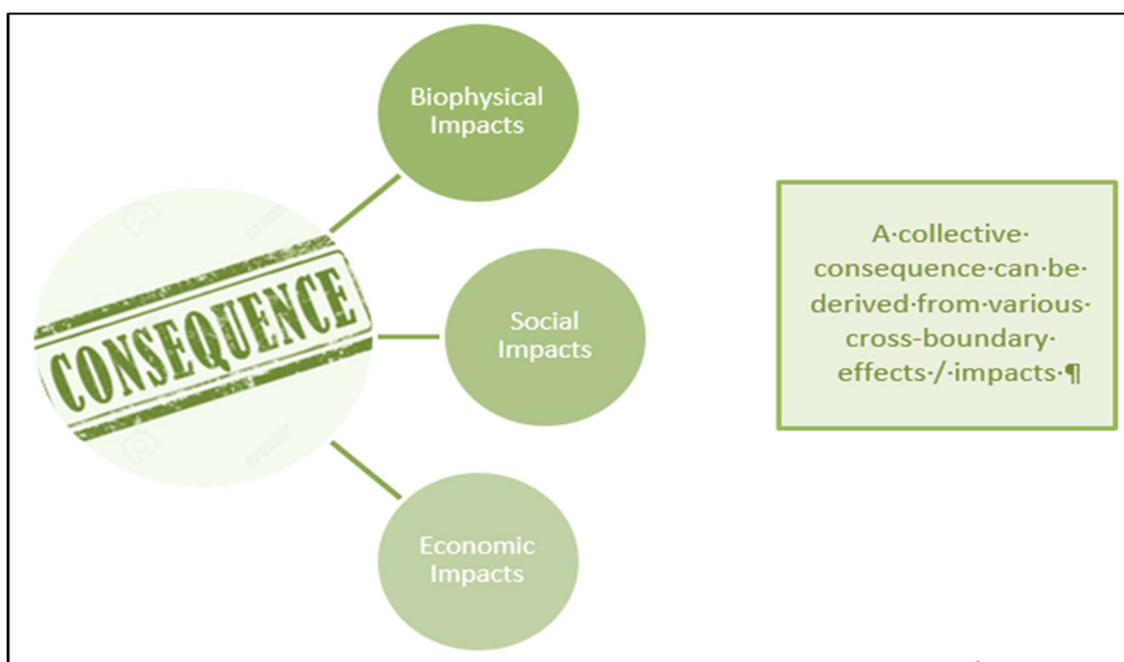 Biophysical
Impacts
CONSEQUENCE
Social
Impacts
Economic
Impacts
A·collective·
consequence·can·be·
derived·from·various·
cross-boundary·
effects·/·impacts·¶